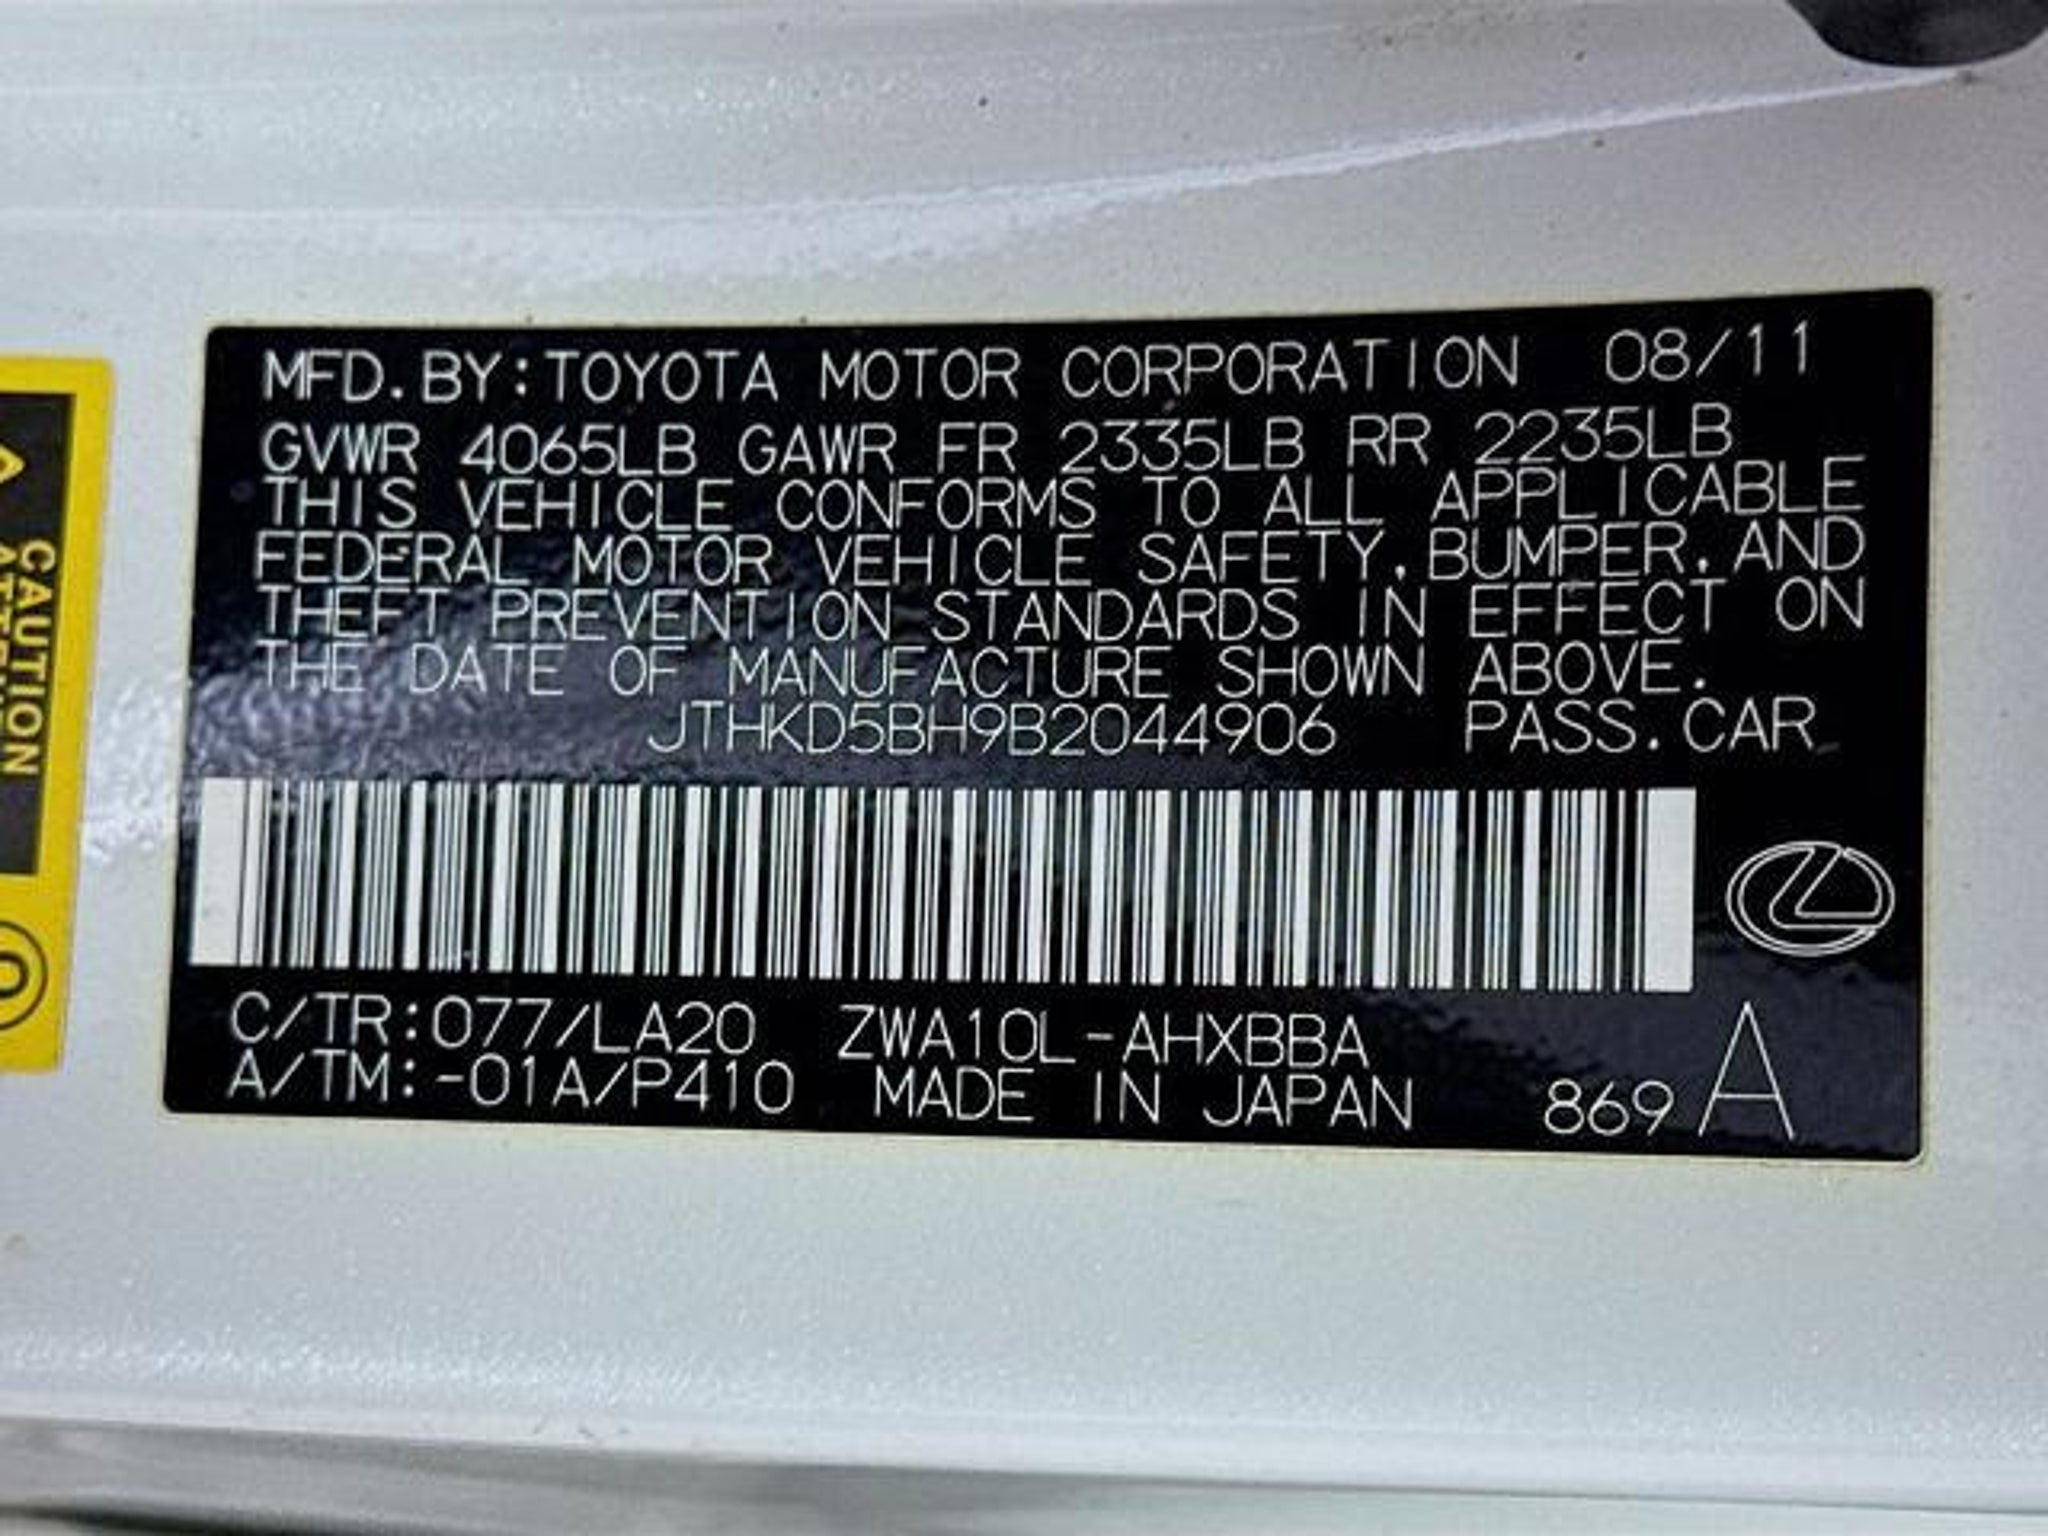 MFD.BY:TOYOTA MOTOR CORPORATION 08/11
GVWR 4065LB GAWR FR 2335LB RR 2235LB
THIS VEHICLE CONFORMS TO ALL APPLICABLE
FEDERAL MOTOR VEHICLE SAFETY,BUMPER,AND
THEFT PREVENTION STANDARDS IN EFFECT ON
THE DATE OF MANUFACTURE SHOWN ABOVE.
JTHKD5BH9B2044906 PASS.CAR
C/TR:077/LA20 ZWA10L-AHXBBA
A/TM:-01A/P410 MADE IN JAPAN 869 A
CAUTION